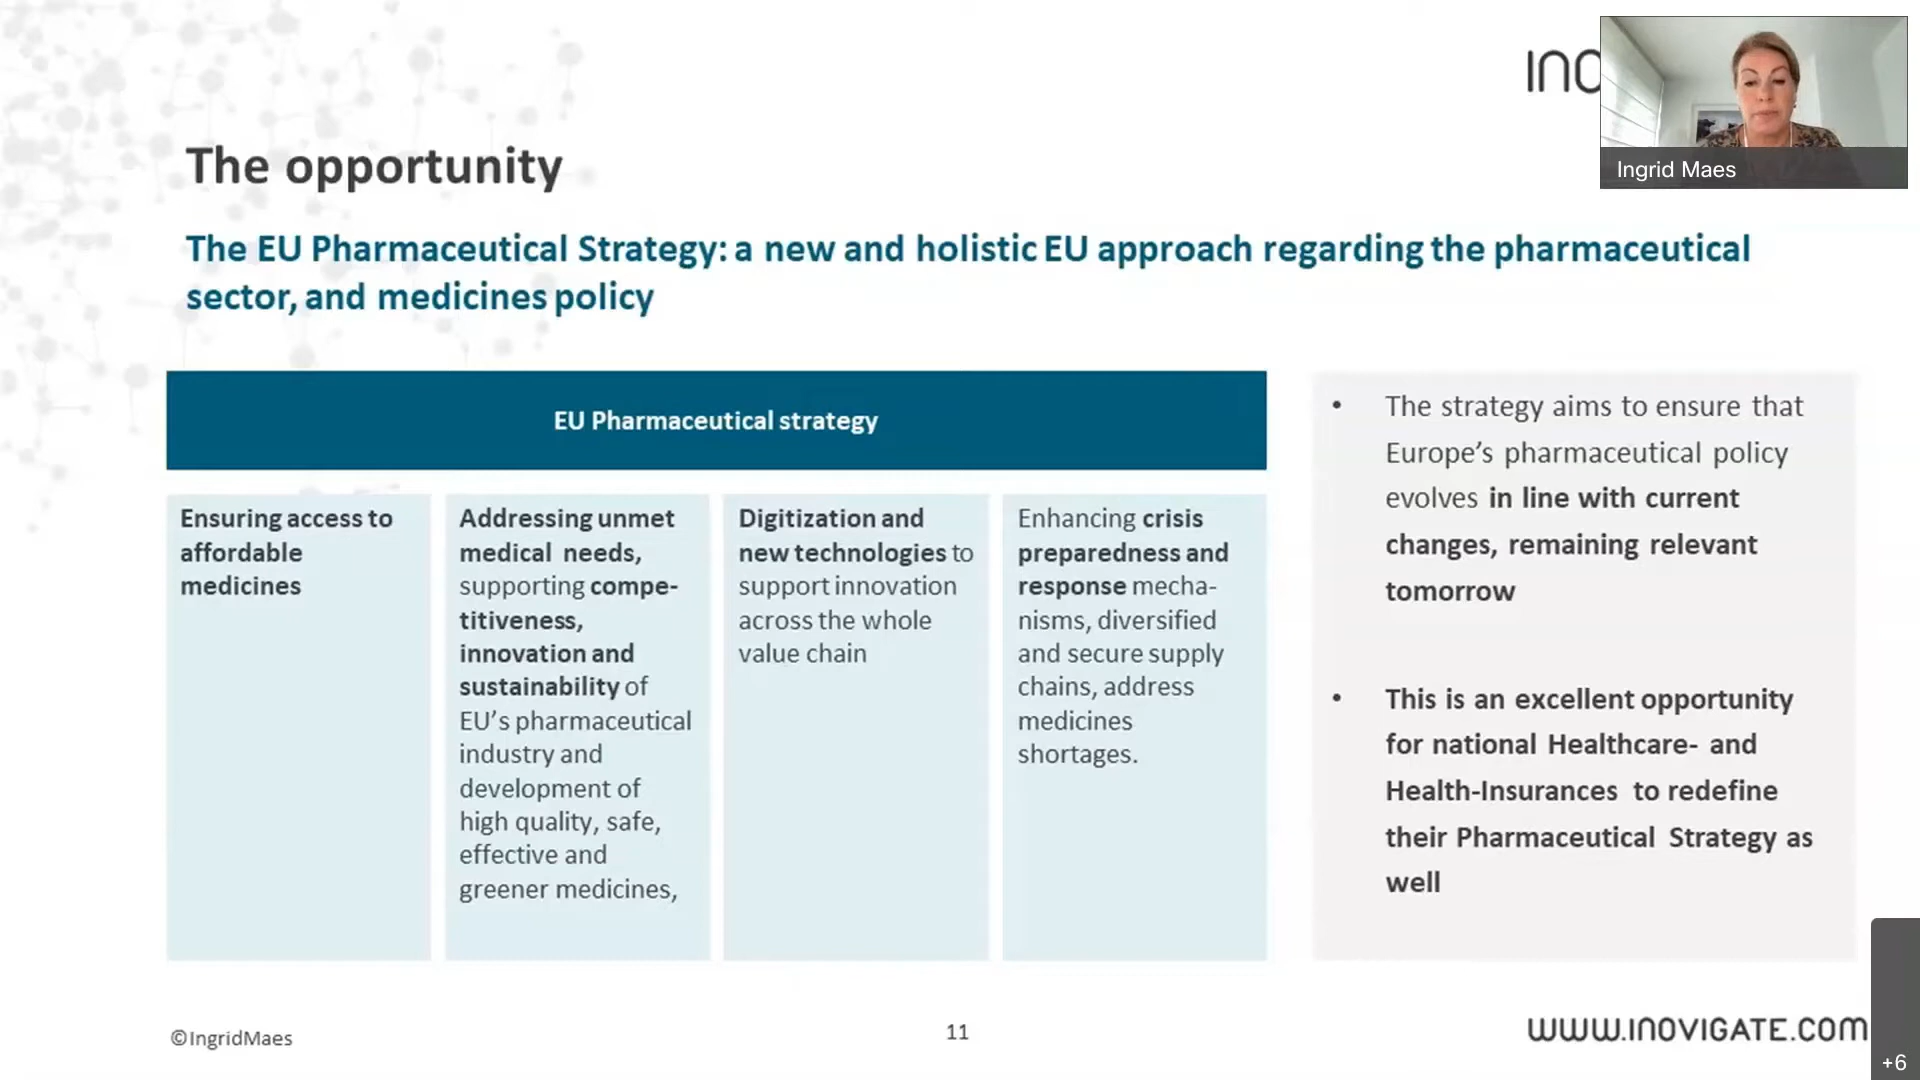 INO
Ingrid Maes
The opportunity
The EU Pharmaceutical Strategy: a new and holistic EU approach regarding the pharmaceutical
sector, and medicines policy
EU Pharmaceutical strategy
Ensuring access to
affordable
medicines
Addressing unmet
medical needs,
supporting compe-
titiveness,
innovation and
sustainability of
EU’s pharmaceutical
industry and
development of
high quality, safe,
effective and
greener medicines,
Digitization and
new technologies to
support innovation
across the whole
value chain
Enhancing crisis
preparedness and
response mecha-
nisms, diversified
and secure supply
chains, address
medicines
shortages.
• The strategy aims to ensure that
Europe’s pharmaceutical policy
evolves in line with current
changes, remaining relevant
tomorrow
• This is an excellent opportunity
for national Healthcare- and
Health-Insurances to redefine
their Pharmaceutical Strategy as
well
©IngridMaes
11
WWW.INOVIGATE.COM
+6